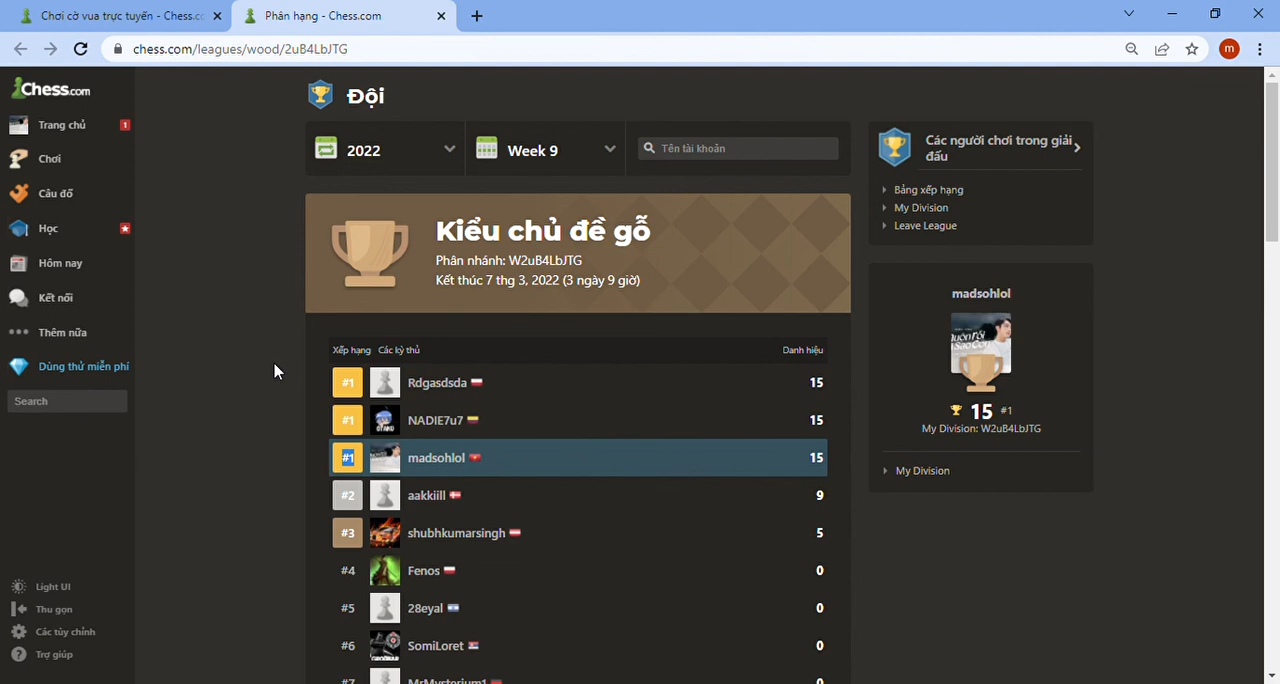 Chơi cờ vua trực tuyến - Chess.cc
Phân hạng - Chess.com
chess.com/leagues/wood/2uB4LbJTG
m
Chess.com
Trang chủ
1
Chơi
Câu đố
Học
Hôm nay
Kết nối
Thêm nữa
Dùng thử miễn phí
Search
Light UI
Thu gọn
Các tùy chỉnh
Trợ giúp
Đội
2022
Week 9
Tên tài khoản
Kiểu chủ đề gỗ
Phân nhánh: W2uB4LbJTG
Kết thúc 7 thg 3, 2022 (3 ngày 9 giờ)
Xếp hạng Các kỳ thủ Danh hiệu
#1 Rdgasdsda 15
#1 NADIE7u7 15
#1 madsohlol 15
#2 aakkiill 9
#3 shubhkumarsingh 5
#4 Fenos 0
#5 28eyal 0
#6 SomiLoret 0
#7 MrMysterium1 0
Các người chơi trong giải
đấu
Bảng xếp hạng
My Division
Leave League
madsohlol
15 #1
My Division: W2uB4LbJTG
My Division